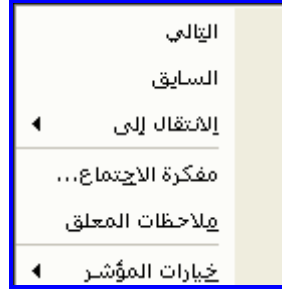 التالي
السابق
الانتقال إلى
مفكرة الاجتماع...
ملاحظات المعلق
خيارات المؤشر